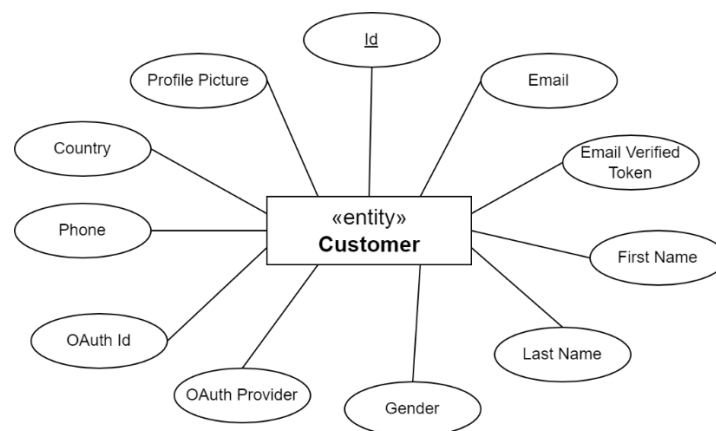 Id
Profile Picture
Email
Country
Email Verified
Token
«entity»
Customer
Phone
First Name
OAuth Id
Last Name
OAuth Provider
Gender